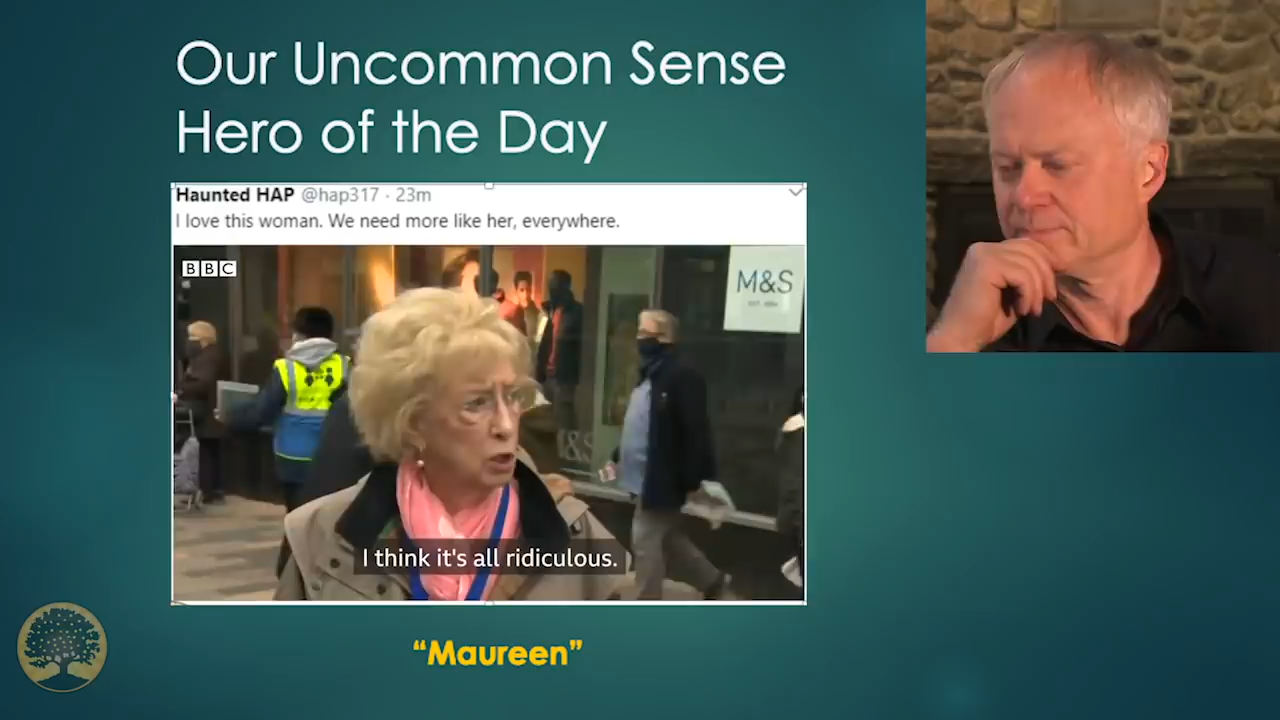 Our Uncommon Sense
Hero of the Day
Haunted HAP @hap317 · 23m
I love this woman. We need more like her, everywhere.
BBC
M&S
M&S
I think it's all ridiculous.
“Maureen”